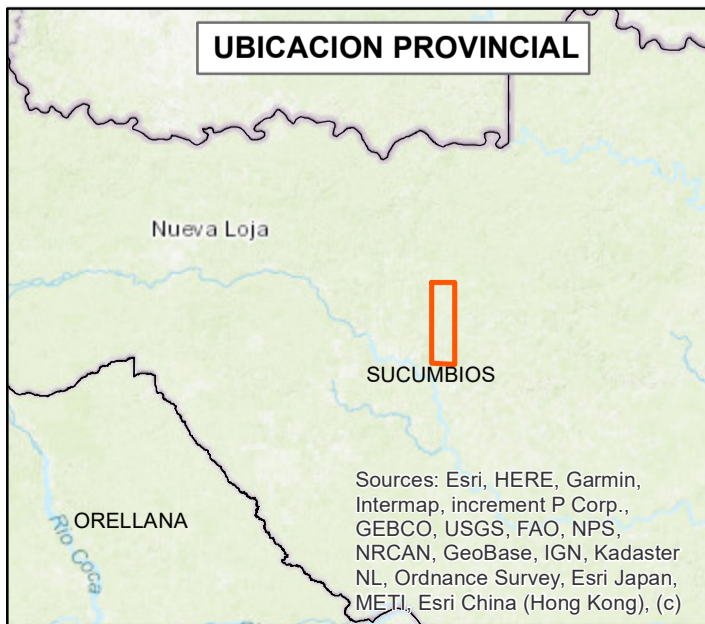 UBICACION PROVINCIAL
Nueva Loja
SUCUMBIOS
ORELLANA
Rio Coca
Sources: Esri, HERE, Garmin,
Intermap, increment P Corp.,
GEBCO, USGS, FAO, NPS,
NRCAN, GeoBase, IGN, Kadaster
NL, Ordnance Survey, Esri Japan,
METI, Esri China (Hong Kong), (c)